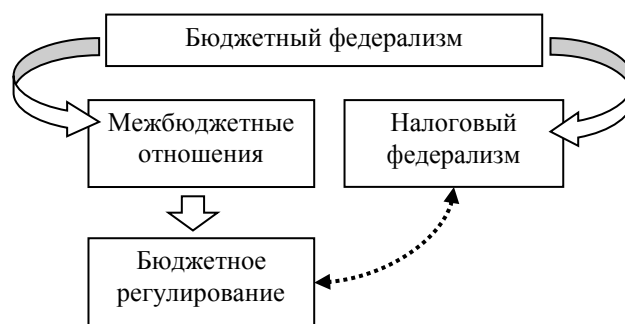 Бюджетный федерализм
Межбюджетные
отношения
Налоговый
федерализм
Бюджетное
регулирование